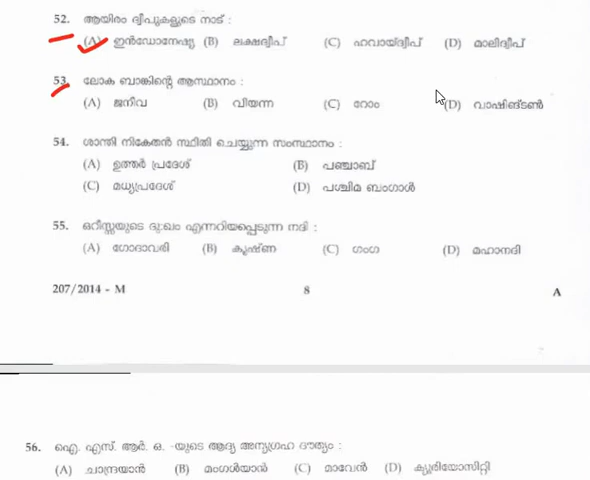 52. ആയിരം ദ്വീപുകളുടെ നാട് :
(A) ഇൻഡോനേഷ്യ (B) ലക്ഷദ്വീപ് (C) ഹവായ്ദ്വീപ് (D) മാലിദ്വീപ്
53. ലോക ബാങ്കിന്റെ ആസ്ഥാനം :
(A) ജനീവ (B) വിയന്ന (C) റോം (D) വാഷിങ്ടൺ
54. ശാന്തി നികേതൻ സ്ഥിതി ചെയ്യുന്ന സംസ്ഥാനം :
(A) ഉത്തർ പ്രദേശ് (B) പഞ്ചാബ്
(C) മധ്യപ്രദേശ് (D) പശ്ചിമ ബംഗാൾ
55. ഒറീസ്സയുടെ ദുഃഖം എന്നറിയപ്പെടുന്ന നദി :
(A) ഗോദാവരി (B) കൃഷ്ണ (C) ഗംഗ (D) മഹാനദി
207/2014 - M 8 A
56. ഐ. എസ്. ആർ. ഒ. -യുടെ ആദ്യ അന്യഗ്രഹ ദൗത്യം :
(A) ചാന്ദ്രയാൻ (B) മംഗൾയാൻ (C) മാവേൻ (D) ക്യൂരിയോസിറ്റി